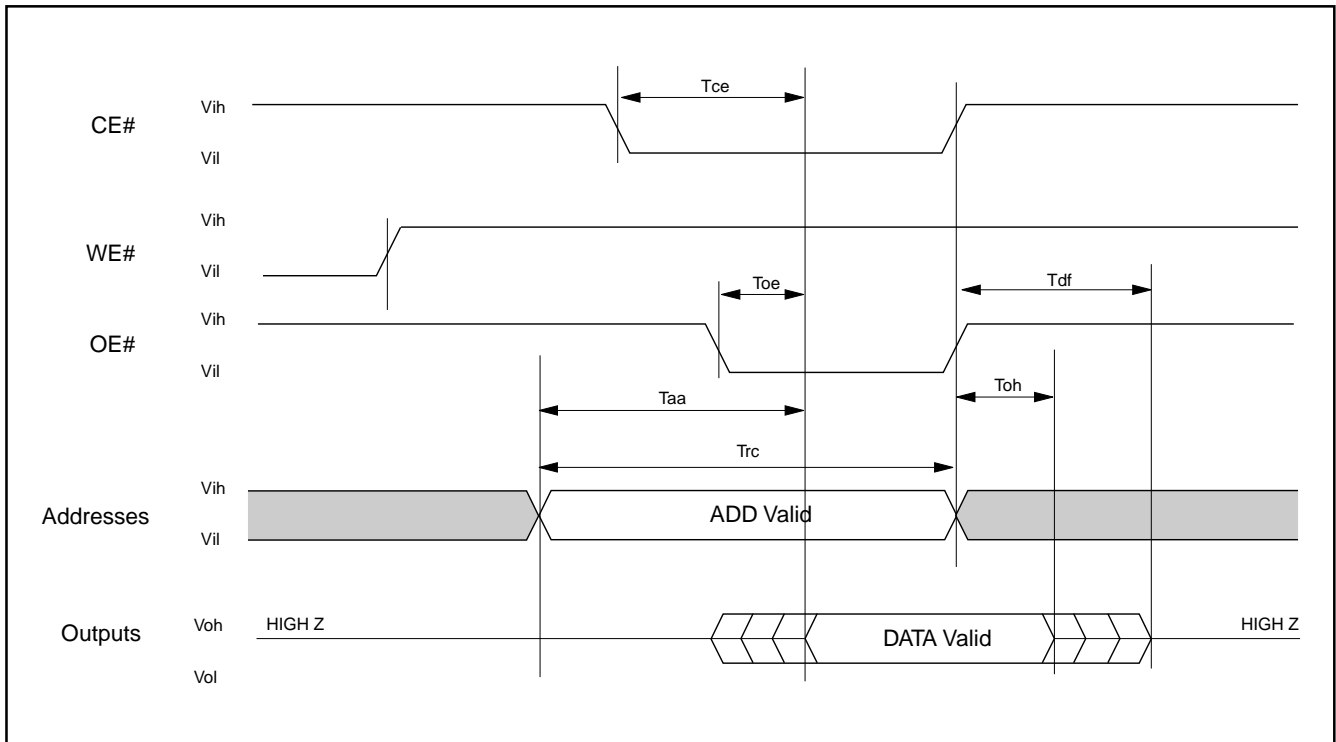 Tce
Vih
CE#
Vil
Vih
WE#
Vil
Toe
Tdf
Vih
OE#
Vil
Taa
Toh
Trc
Vih
Addresses
ADD Valid
Vil
Voh
HIGH Z
HIGH Z
Outputs
DATA Valid
Vol